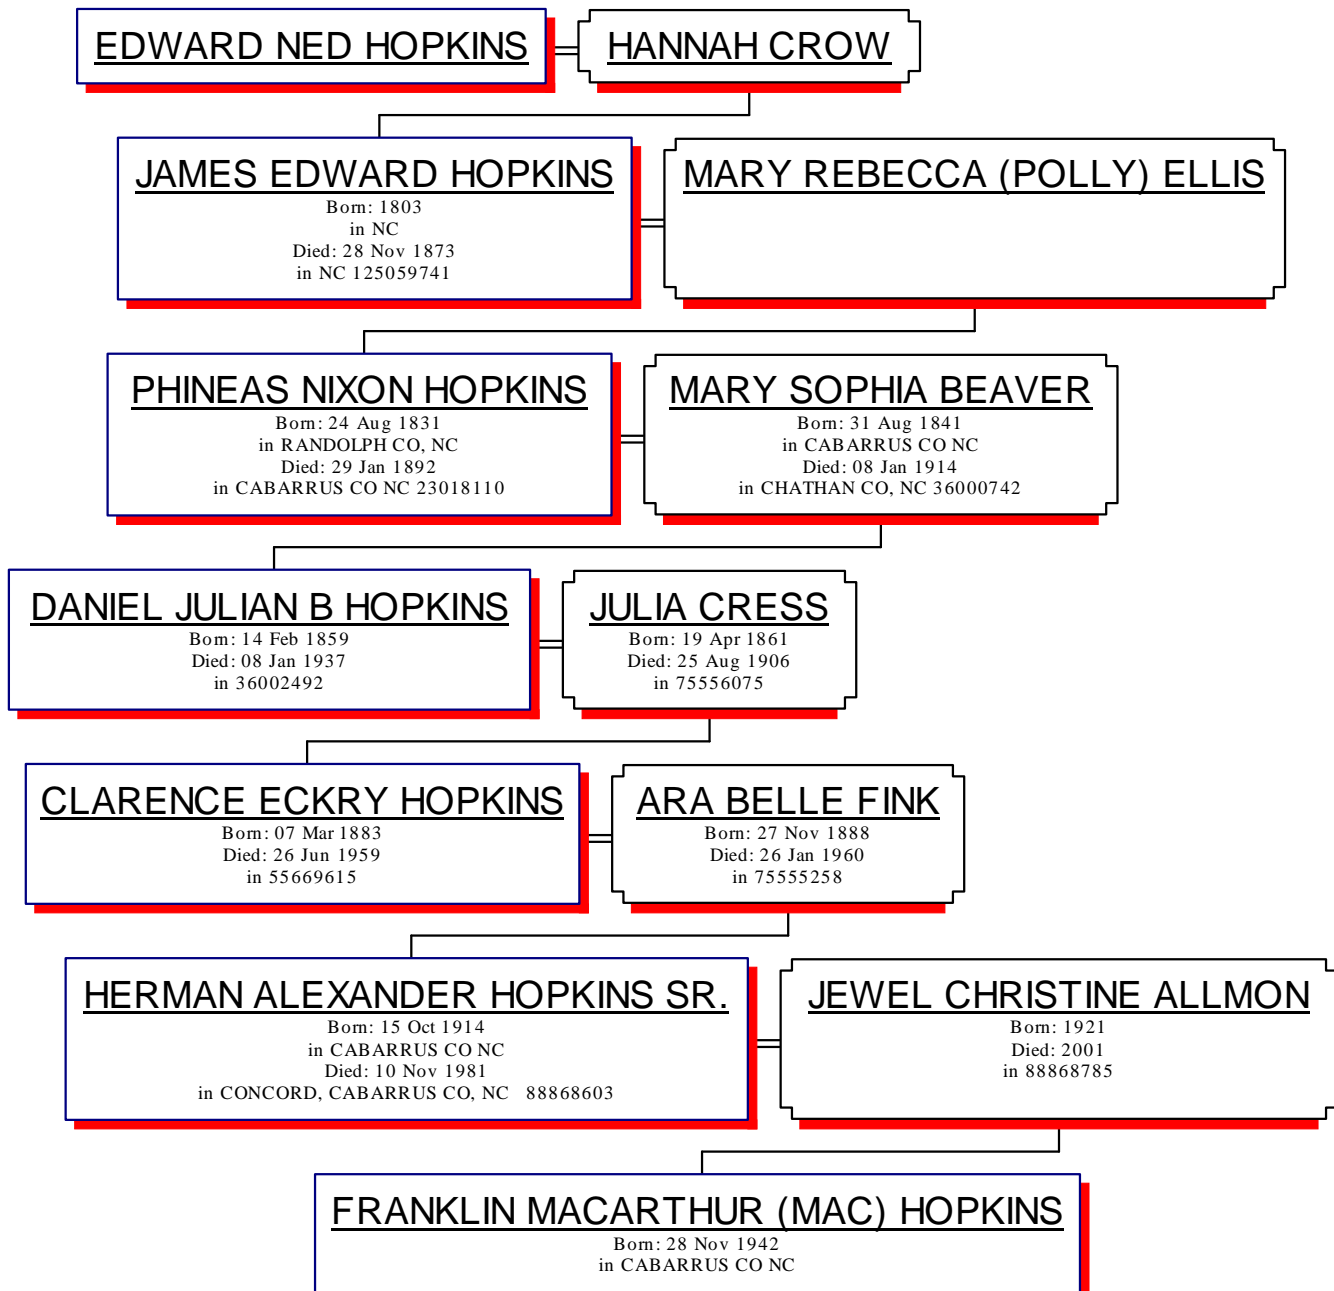 EDWARD NED HOPKINS
HANNAH CROW
JAMES EDWARD HOPKINS
Born: 1803
in NC
Died: 28 Nov 1873
in NC 125059741
MARY REBECCA (POLLY) ELLIS
PHINEAS NIXON HOPKINS
Born: 24 Aug 1831
in RANDOLPH CO, NC
Died: 29 Jan 1892
in CABARRUS CO NC 23018110
MARY SOPHIA BEAVER
Born: 31 Aug 1841
in CABARRUS CO NC
Died: 08 Jan 1914
in CHATHAN CO, NC 36000742
DANIEL JULIAN B HOPKINS
Born: 14 Feb 1859
Died: 08 Jan 1937
in 36002492
JULIA CRESS
Born: 19 Apr 1861
Died: 25 Aug 1906
in 75556075
CLARENCE ECKRY HOPKINS
Born: 07 Mar 1883
Died: 26 Jun 1959
in 55669615
ARA BELLE FINK
Born: 27 Nov 1888
Died: 26 Jan 1960
in 75555258
HERMAN ALEXANDER HOPKINS SR.
Born: 15 Oct 1914
in CABARRUS CO NC
Died: 10 Nov 1981
in CONCORD, CABARRUS CO, NC 88868603
JEWEL CHRISTINE ALLMON
Born: 1921
Died: 2001
in 88868785
FRANKLIN MACARTHUR (MAC) HOPKINS
Born: 28 Nov 1942
in CABARRUS CO NC